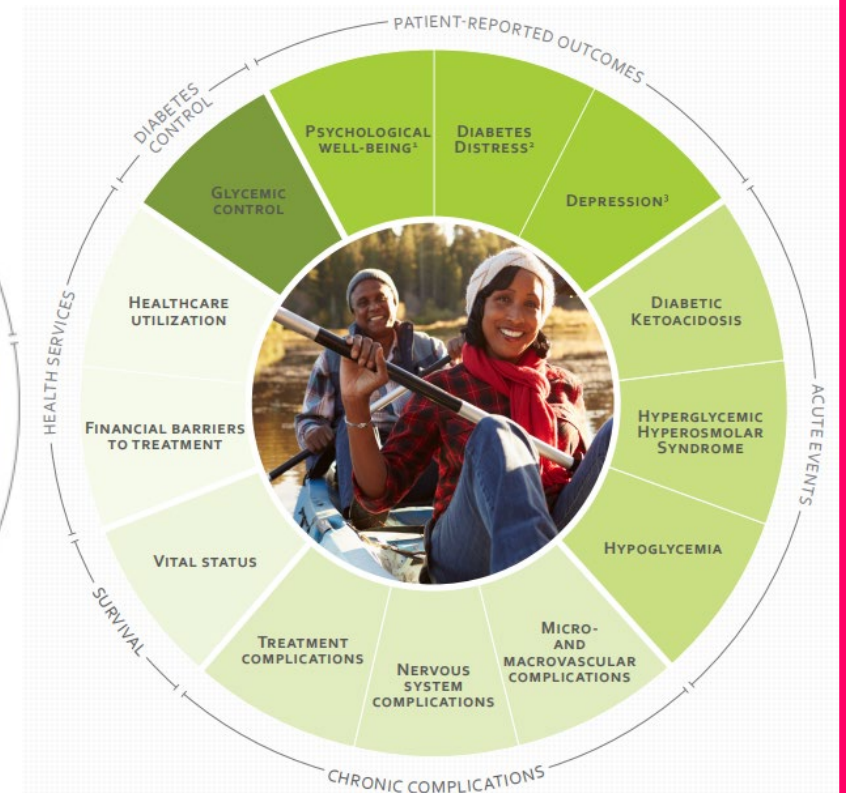 PATIENT-REPORTED OUTCOMES
PSYCHOLOGICAL
WELL-BEING¹
DIABETES
DISTRESS²
DEPRESSION³
ACUTE EVENTS
DIABETIC
KETOACIDOSIS
HYPERGLYCEMIC
HYPEROSMOLAR
SYNDROME
HYPOGLYCEMIA
CHRONIC COMPLICATIONS
MICRO-
AND
MACROVASCULAR
COMPLICATIONS
NERVOUS
SYSTEM
COMPLICATIONS
TREATMENT
COMPLICATIONS
SURVIVAL
VITAL STATUS
HEALTH SERVICES
FINANCIAL BARRIERS
TO TREATMENT
HEALTHCARE
UTILIZATION
DIABETES
CONTROL
GLYCEMIC
CONTROL